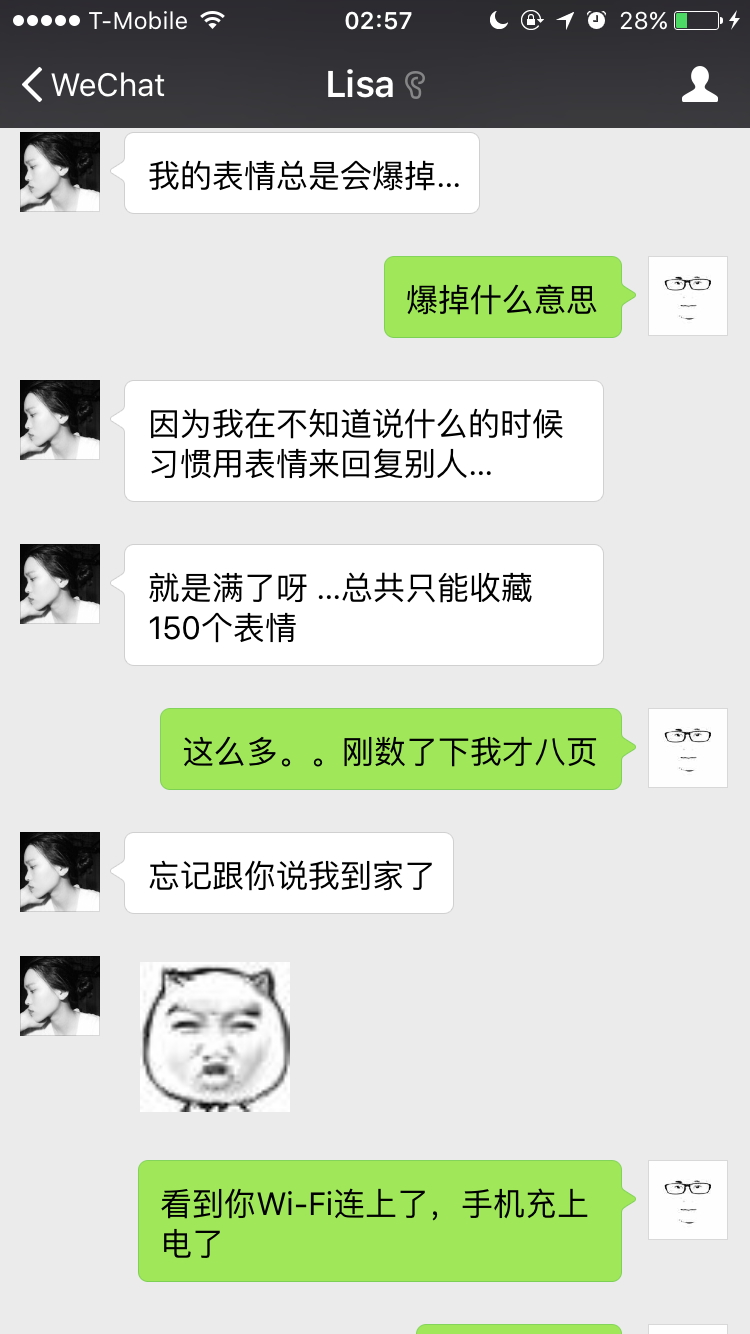 T-Mobile 02:57 28%
WeChat Lisa
我的表情总是会爆掉...
爆掉什么意思
因为我在不知道说什么的时候
习惯用表情来回复别人...
就是满了呀 ...总共只能收藏
150个表情
这么多。。刚数了下我才八页
忘记跟你说我到家了
看到你Wi-Fi连上了，手机充上
电了